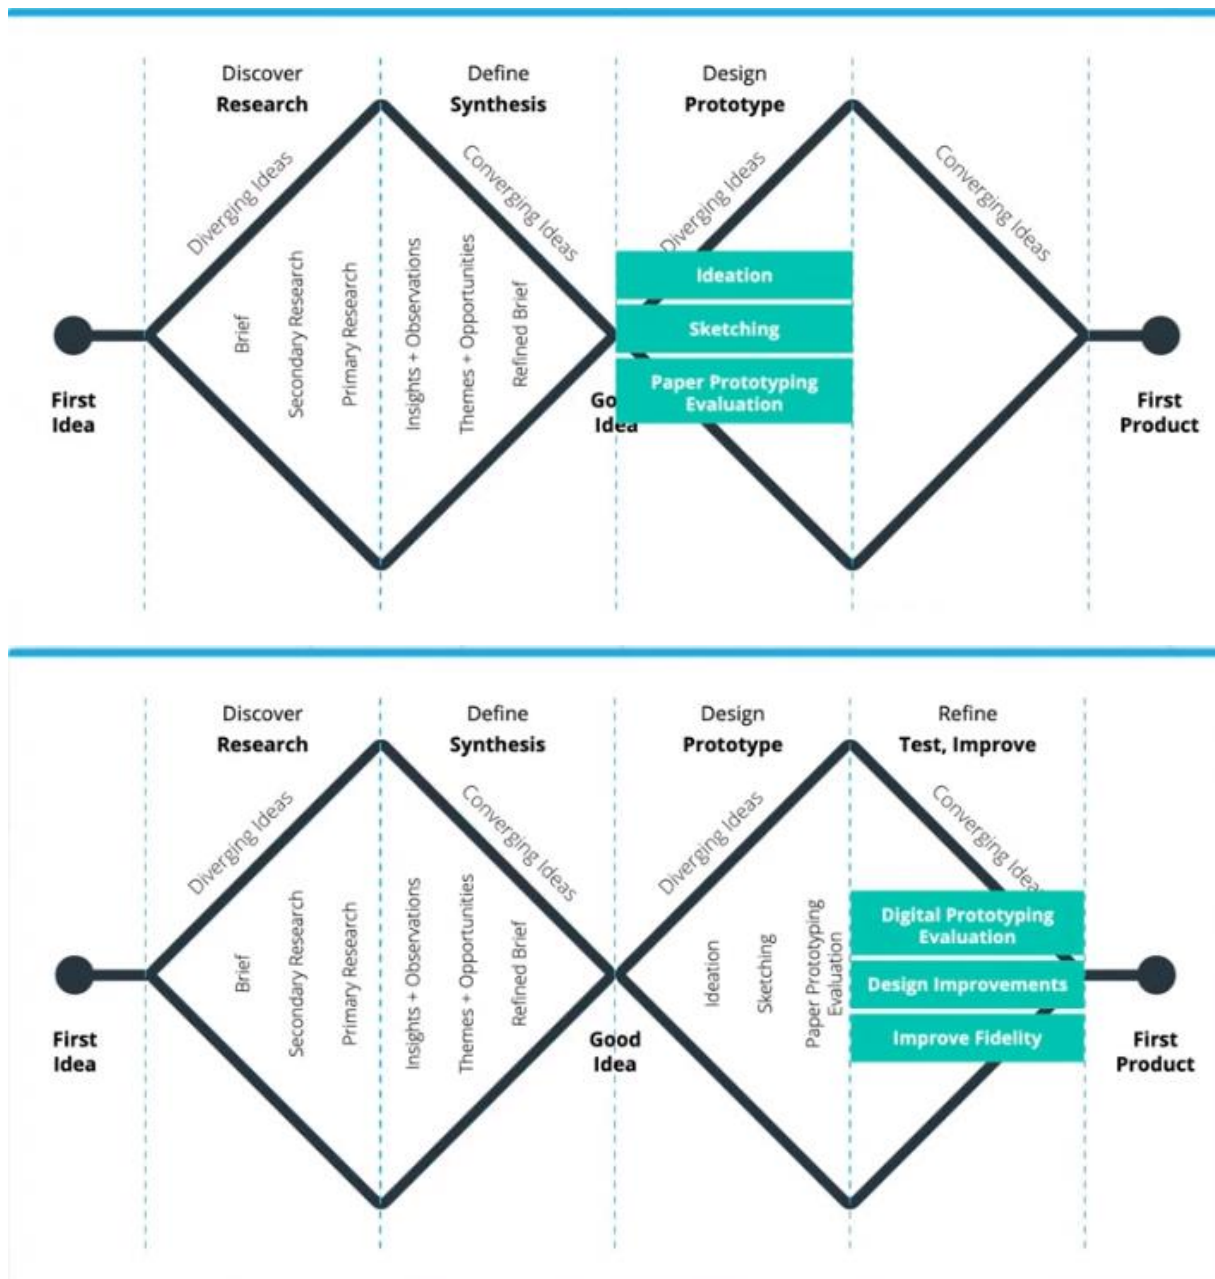 Discover
Research
Define
Synthesis
Design
Prototype
Diverging Ideas
Converging Ideas
Diverging Ideas
Converging Ideas
Brief
Secondary Research
Primary Research
Insights + Observations
Themes + Opportunities
Refined Brief
Ideation
Sketching
Paper Prototyping
Evaluation
First
Idea
Go
Idea
First
Product
Discover
Research
Define
Synthesis
Design
Prototype
Refine
Test, Improve
Diverging Ideas
Converging Ideas
Diverging Ideas
Converging Idea
Brief
Secondary Research
Primary Research
Insights + Observations
Themes + Opportunities
Refined Brief
Ideation
Sketching
Paper Prototyping
Evaluation
Digital Prototyping
Evaluation
Design Improvements
Improve Fidelity
First
Idea
Good
Idea
First
Product